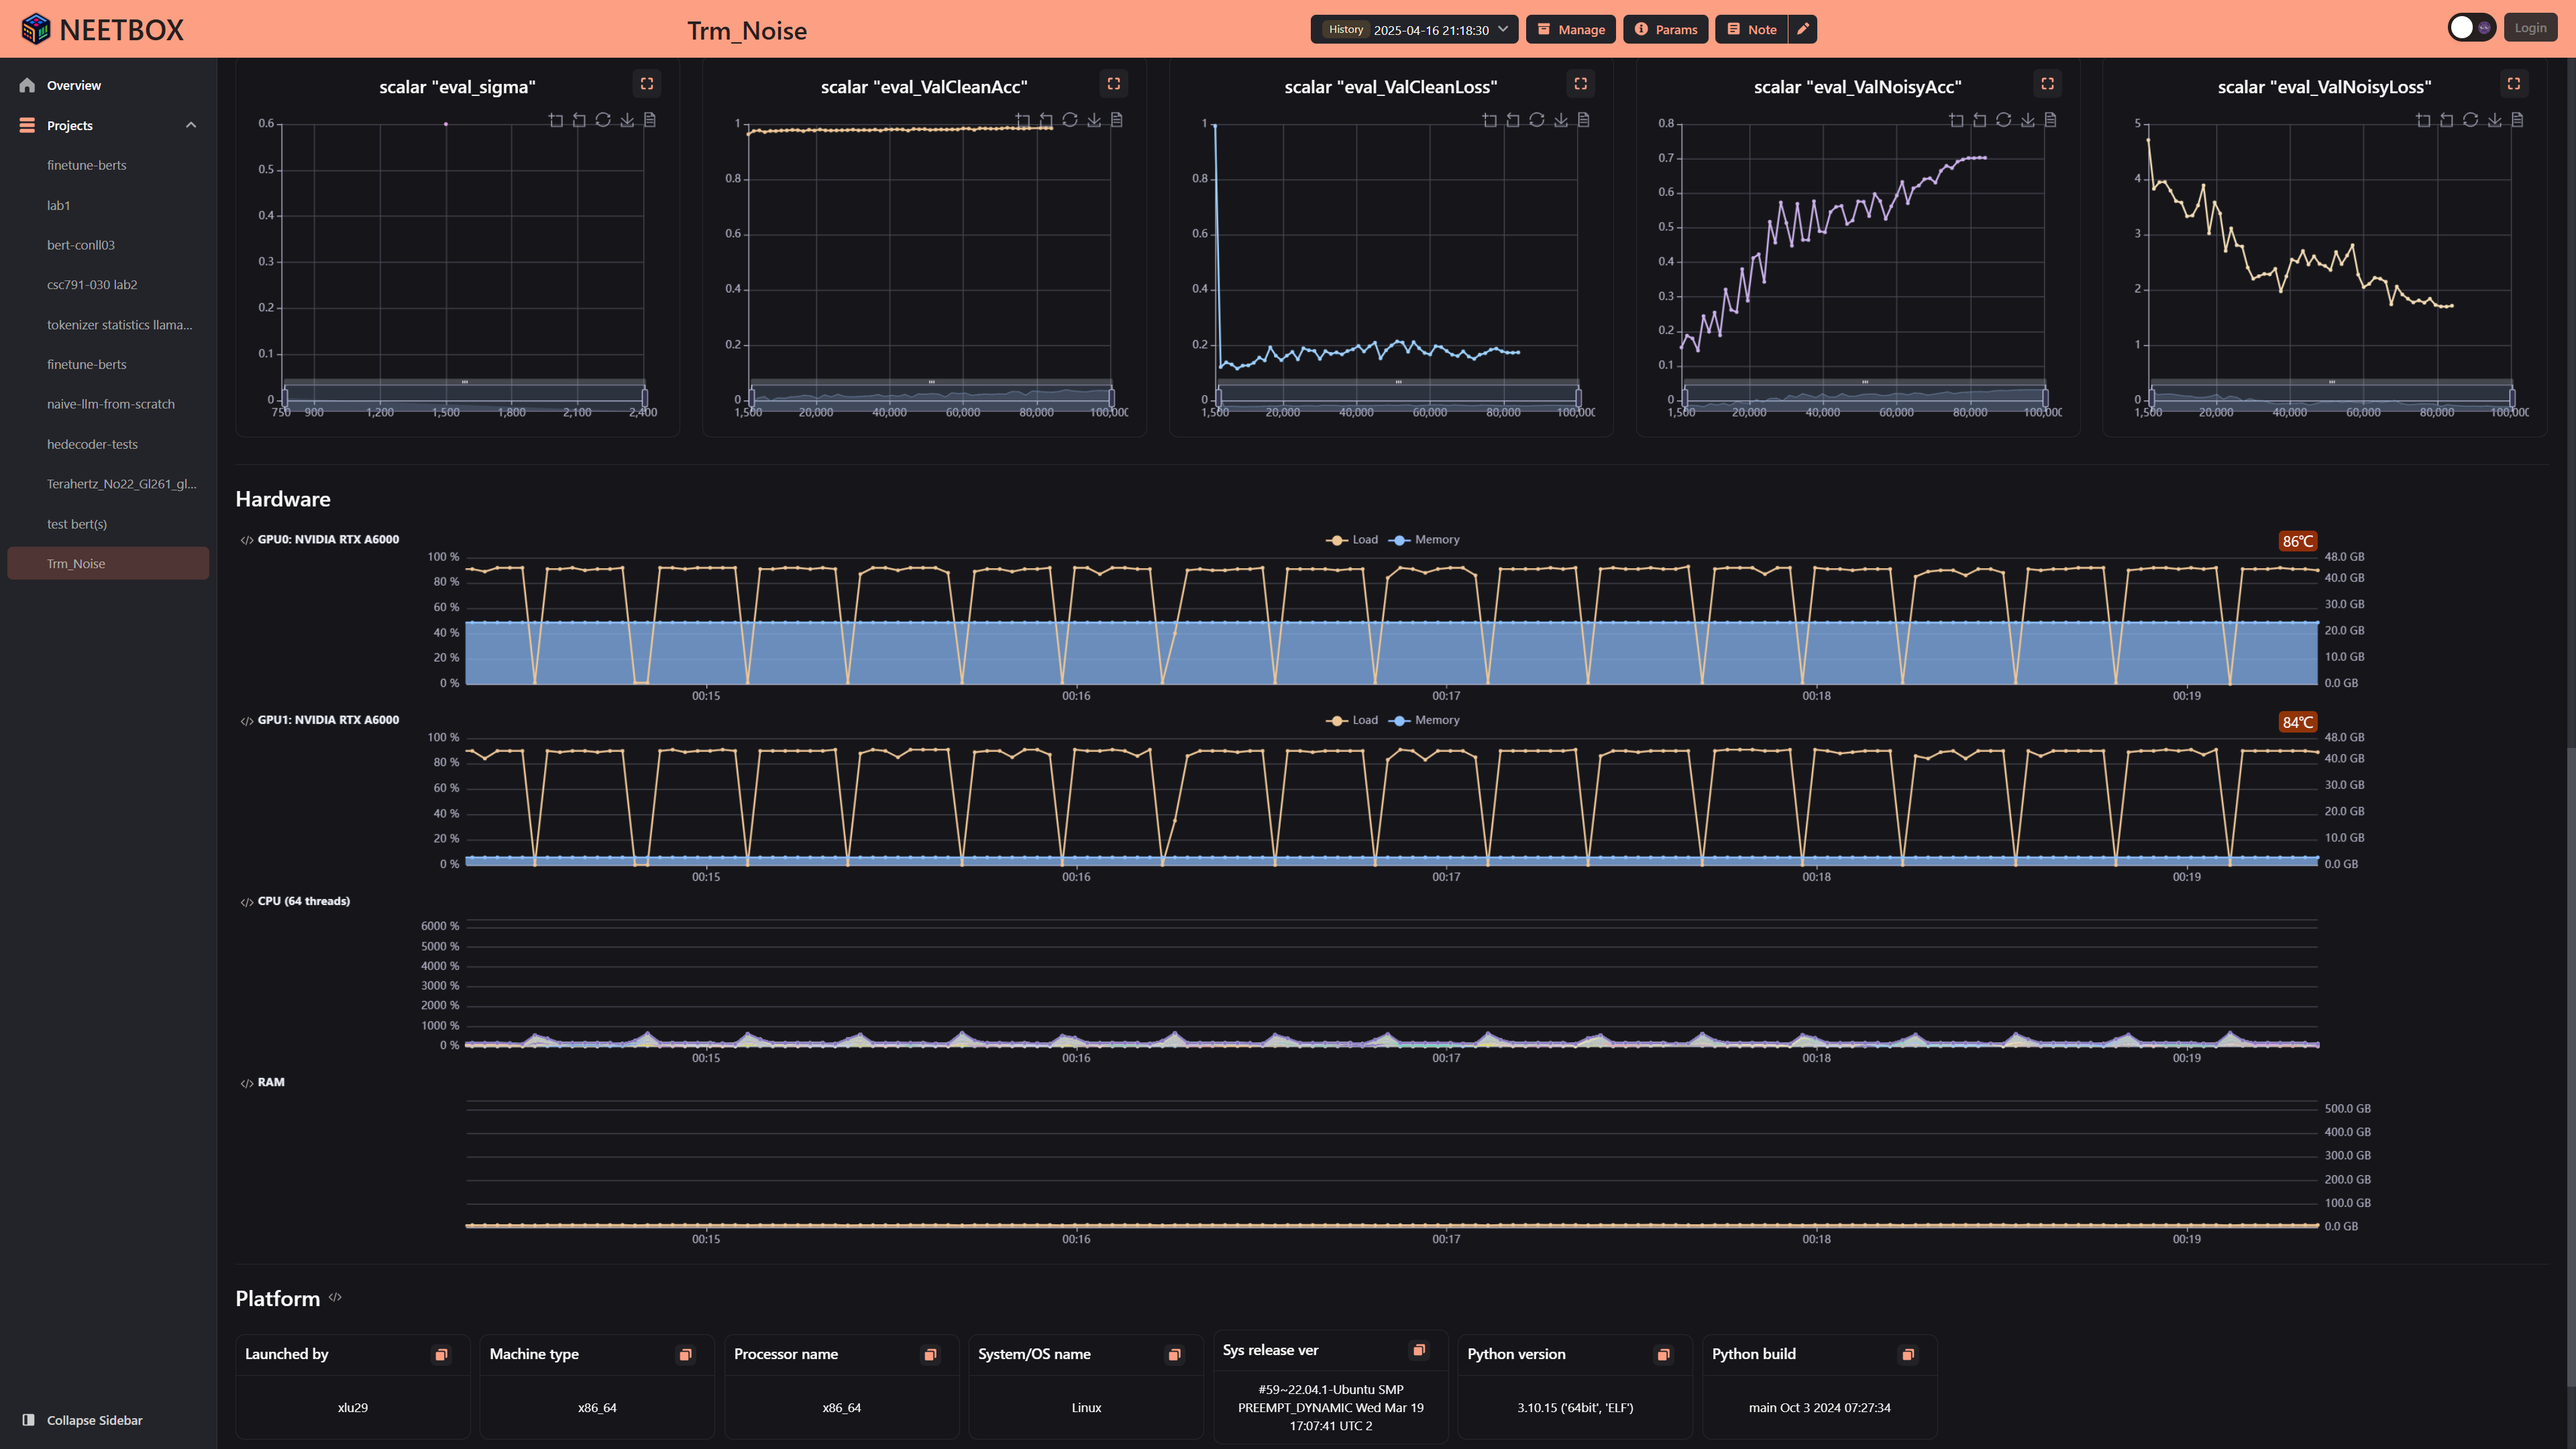 NEETBOX
Trm_Noise
History 2025-04-16 21:18:30
Manage
Params
Note
Login
Overview
Projects
finetune-berts
lab1
bert-conll03
csc791-030 lab2
tokenizer statistics llama...
finetune-berts
naive-llm-from-scratch
hedecoder-tests
Terahertz_No22_Gl261_gl...
test bert(s)
Trm_Noise
Collapse Sidebar
scalar "eval_sigma"
0.6
0.5
0.4
0.3
0.2
0.1
0
750 900 1,200 1,500 1,800 2,100 2,400
scalar "eval_ValCleanAcc"
1
0.8
0.6
0.4
0.2
0
1,500 20,000 40,000 60,000 80,000 100,000
scalar "eval_ValCleanLoss"
1
0.8
0.6
0.4
0.2
0
1,500 20,000 40,000 60,000 80,000 100,000
scalar "eval_ValNoisyAcc"
0.8
0.7
0.6
0.5
0.4
0.3
0.2
0.1
0
1,500 20,000 40,000 60,000 80,000 100,000
scalar "eval_ValNoisyLoss"
5
4
3
2
1
0
1,500 20,000 40,000 60,000 80,000 100,000
Hardware
</> GPU0: NVIDIA RTX A6000
Load Memory
86℃
100 %
80 %
60 %
40 %
20 %
0 %
48.0 GB
40.0 GB
30.0 GB
20.0 GB
10.0 GB
0.0 GB
00:15 00:16 00:17 00:18 00:19
</> GPU1: NVIDIA RTX A6000
Load Memory
84℃
100 %
80 %
60 %
40 %
20 %
0 %
48.0 GB
40.0 GB
30.0 GB
20.0 GB
10.0 GB
0.0 GB
00:15 00:16 00:17 00:18 00:19
</> CPU (64 threads)
6000 %
5000 %
4000 %
3000 %
2000 %
1000 %
0 %
00:15 00:16 00:17 00:18 00:19
</> RAM
500.0 GB
400.0 GB
300.0 GB
200.0 GB
100.0 GB
0.0 GB
00:15 00:16 00:17 00:18 00:19
Platform </>
Launched by
xlu29
Machine type
x86_64
Processor name
x86_64
System/OS name
Linux
Sys release ver
#59~22.04.1-Ubuntu SMP
PREEMPT_DYNAMIC Wed Mar 19
17:07:41 UTC 2
Python version
3.10.15 ('64bit', 'ELF')
Python build
main Oct 3 2024 07:27:34